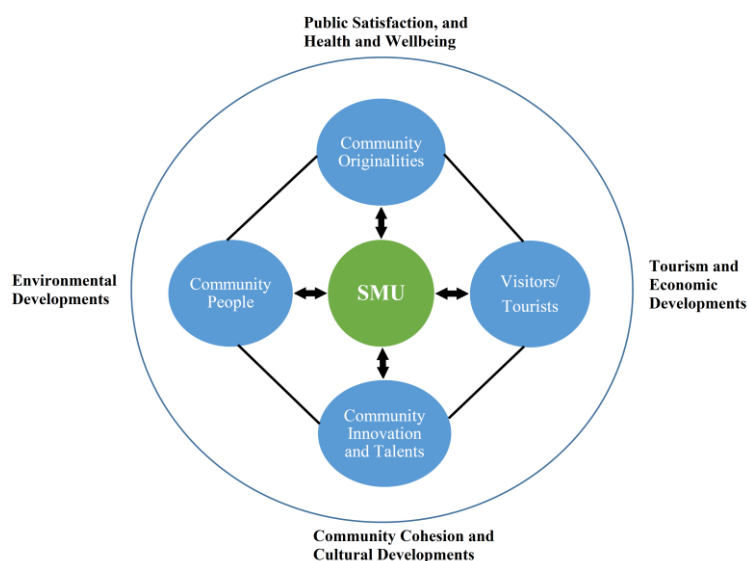 Public Satisfaction, and
Health and Wellbeing
Community
Originalities
Environmental
Developments
Community
People
SMU
Visitors/
Tourists
Tourism and
Economic
Developments
Community
Innovation
and Talents
Community Cohesion and
Cultural Developments